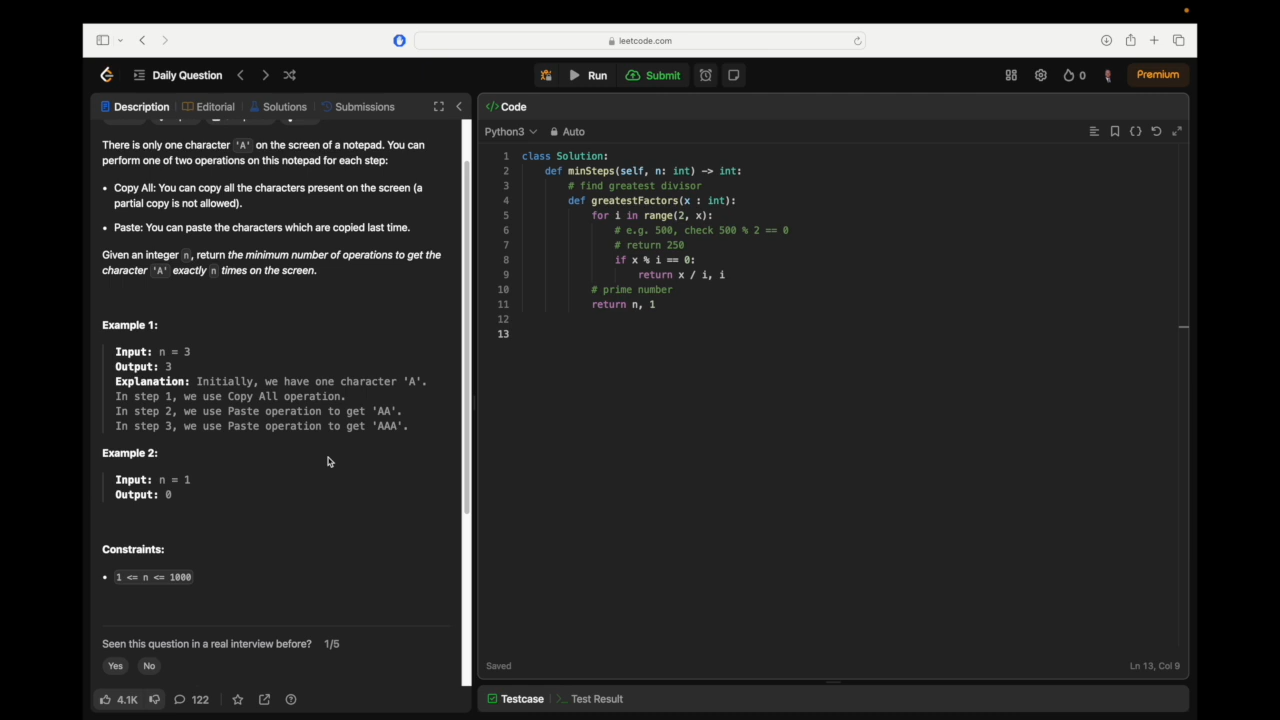 leetcode.com
Daily Question
Run
Submit
0
Premium
Description
Editorial
Solutions
Submissions
There is only one character 'A' on the screen of a notepad. You can
perform one of two operations on this notepad for each step:
• Copy All: You can copy all the characters present on the screen (a
partial copy is not allowed).
• Paste: You can paste the characters which are copied last time.
Given an integer n, return the minimum number of operations to get the
character 'A' exactly n times on the screen.
Example 1:
Input: n = 3
Output: 3
Explanation: Initially, we have one character 'A'.
In step 1, we use Copy All operation.
In step 2, we use Paste operation to get 'AA'.
In step 3, we use Paste operation to get 'AAA'.
Example 2:
Input: n = 1
Output: 0
Constraints:
• 1 <= n <= 1000
Seen this question in a real interview before? 1/5
Yes No
4.1K 122
</>Code
Python3 Auto
1 class Solution:
2 def minSteps(self, n: int) -> int:
3 # find greatest divisor
4 def greatestFactors(x : int):
5 for i in range(2, x):
6 # e.g. 500, check 500 % 2 == 0
7 # return 250
8 if x % i == 0:
9 return x / i, i
10 # prime number
11 return n, 1
12
13
Saved
Ln 13, Col 9
Testcase
Test Result